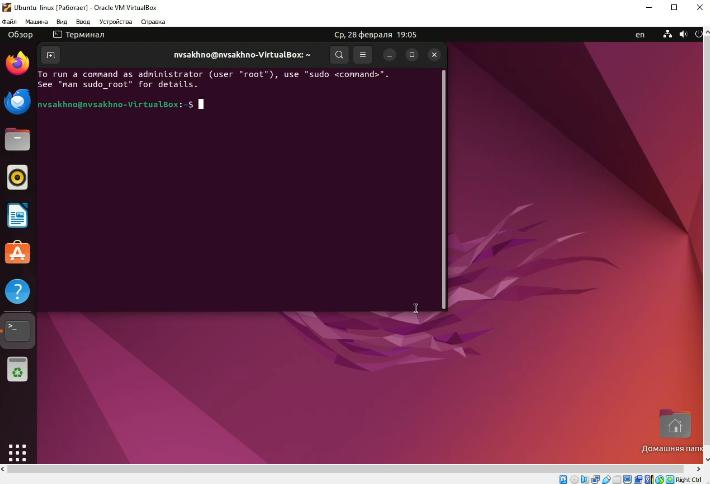 Ubuntu_linux [Работает] - Oracle VM VirtualBox
Файл Машина Вид Ввод Устройства Справка
Обзор Терминал Ср, 28 февраля 19:05 en
nvsakhno@nvsakhno-VirtualBox: ~
To run a command as administrator (user "root"), use "sudo <command>".
See "man sudo_root" for details.
nvsakhno@nvsakhno-VirtualBox:~$
Домашняя папк
Right Ctrl